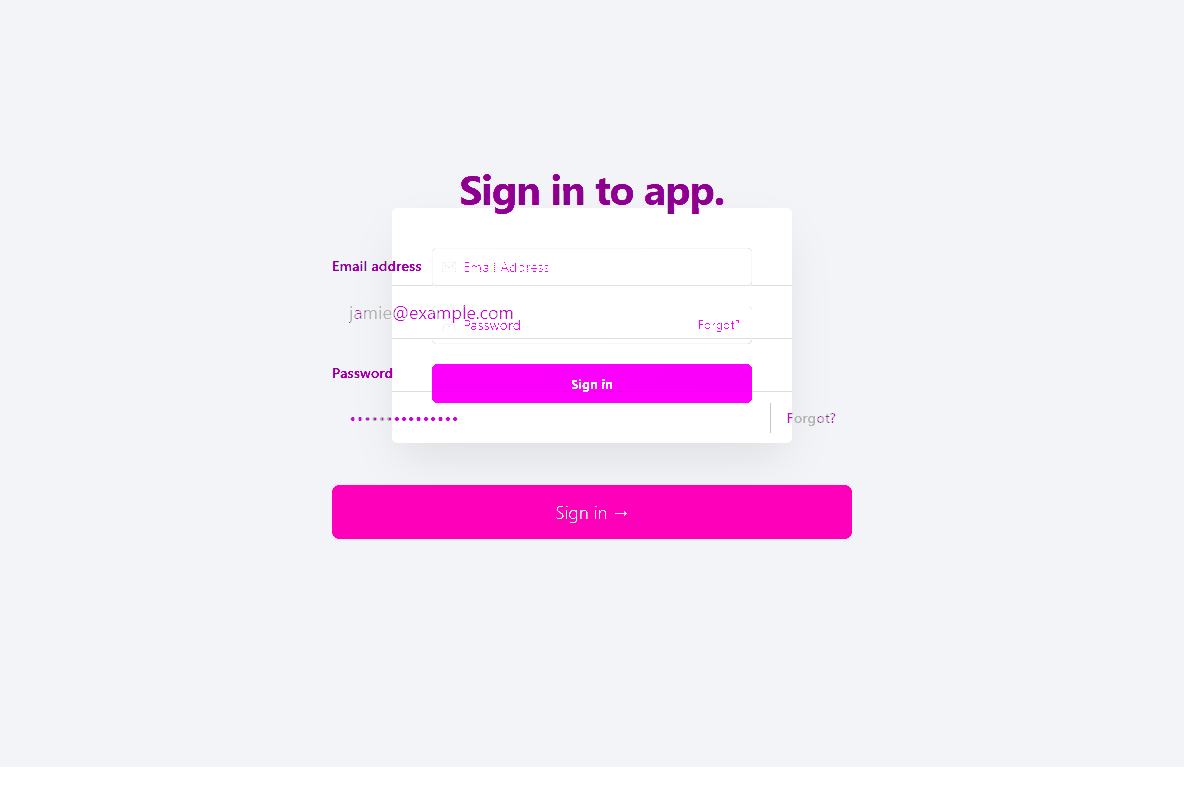 Sign in to app.
Email address
Email Address
jamie@example.com
Password
Forgot?
Password
Sign in
••••••••••••••• Forgot?
Sign in →